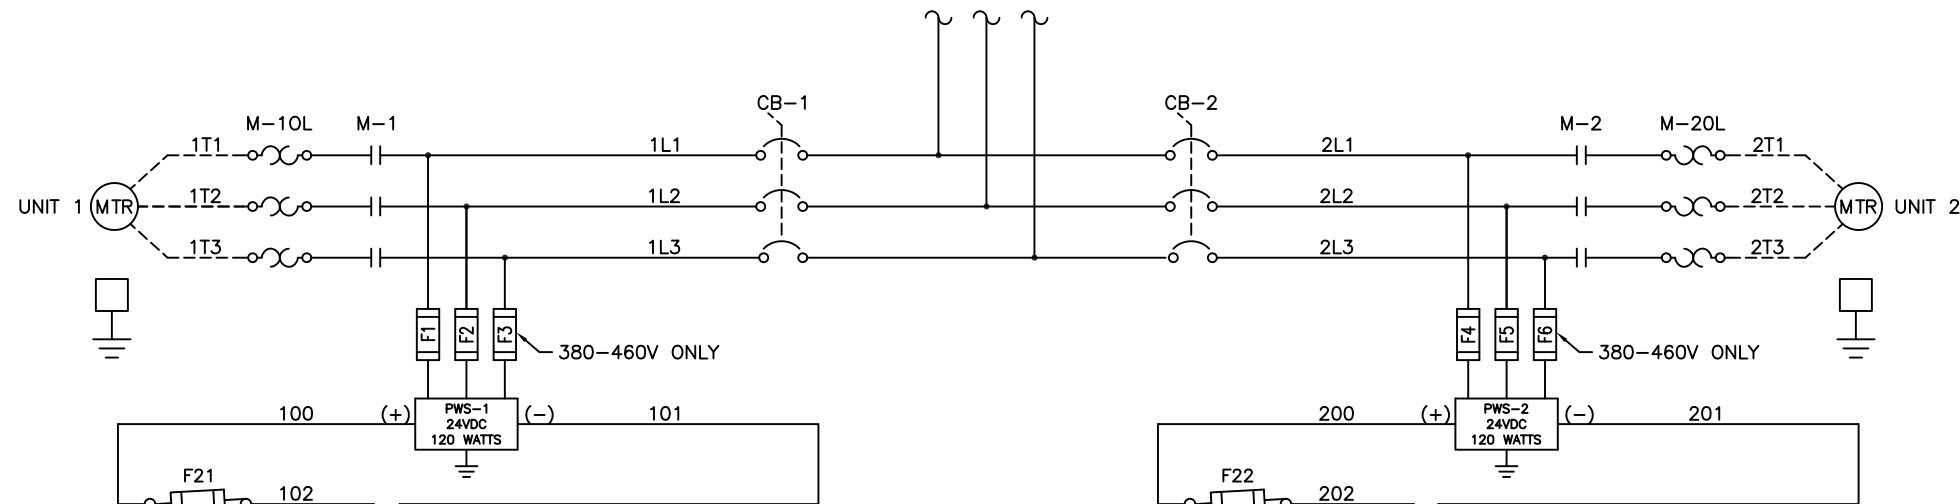 CB-1
CB-2
M-1OL
M-1
M-2
M-2OL
1T1
1L1
2L1
2T1
UNIT 1
MTR
1T2
1L2
2L2
2T2
MTR
UNIT 2
1T3
1L3
2L3
2T3
F1
F2
F3
380-460V ONLY
F4
F5
F6
380-460V ONLY
100
(+)
PWS-1
24VDC
120 WATTS
(-)
101
200
(+)
PWS-2
24VDC
120 WATTS
(-)
201
F21
102
F22
202